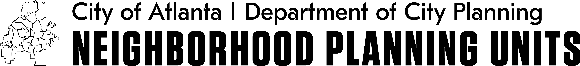 City of Atlanta | Department of City Planning
NEIGHBORHOOD PLANNING UNITS